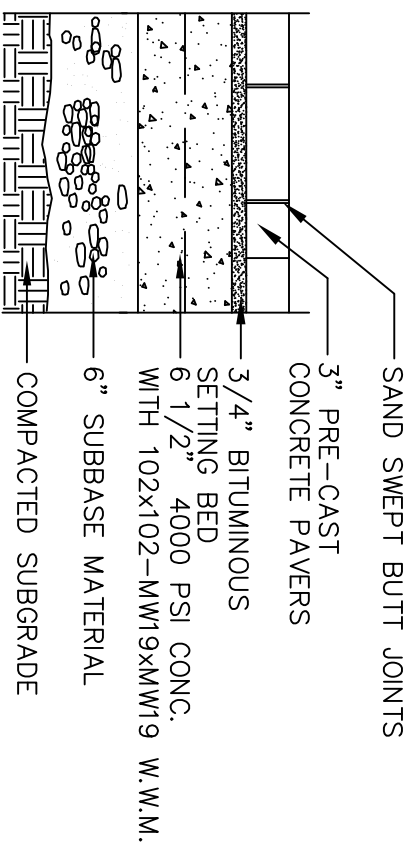 SAND SWEPT BUTT JOINTS
3" PRE-CAST
CONCRETE PAVERS
3/4" BITUMINOUS
SETTING BED
6 1/2" 4000 PSI CONC.
WITH 102x102-MW19xMW19 W.W.M.
6" SUBBASE MATERIAL
COMPACTED SUBGRADE